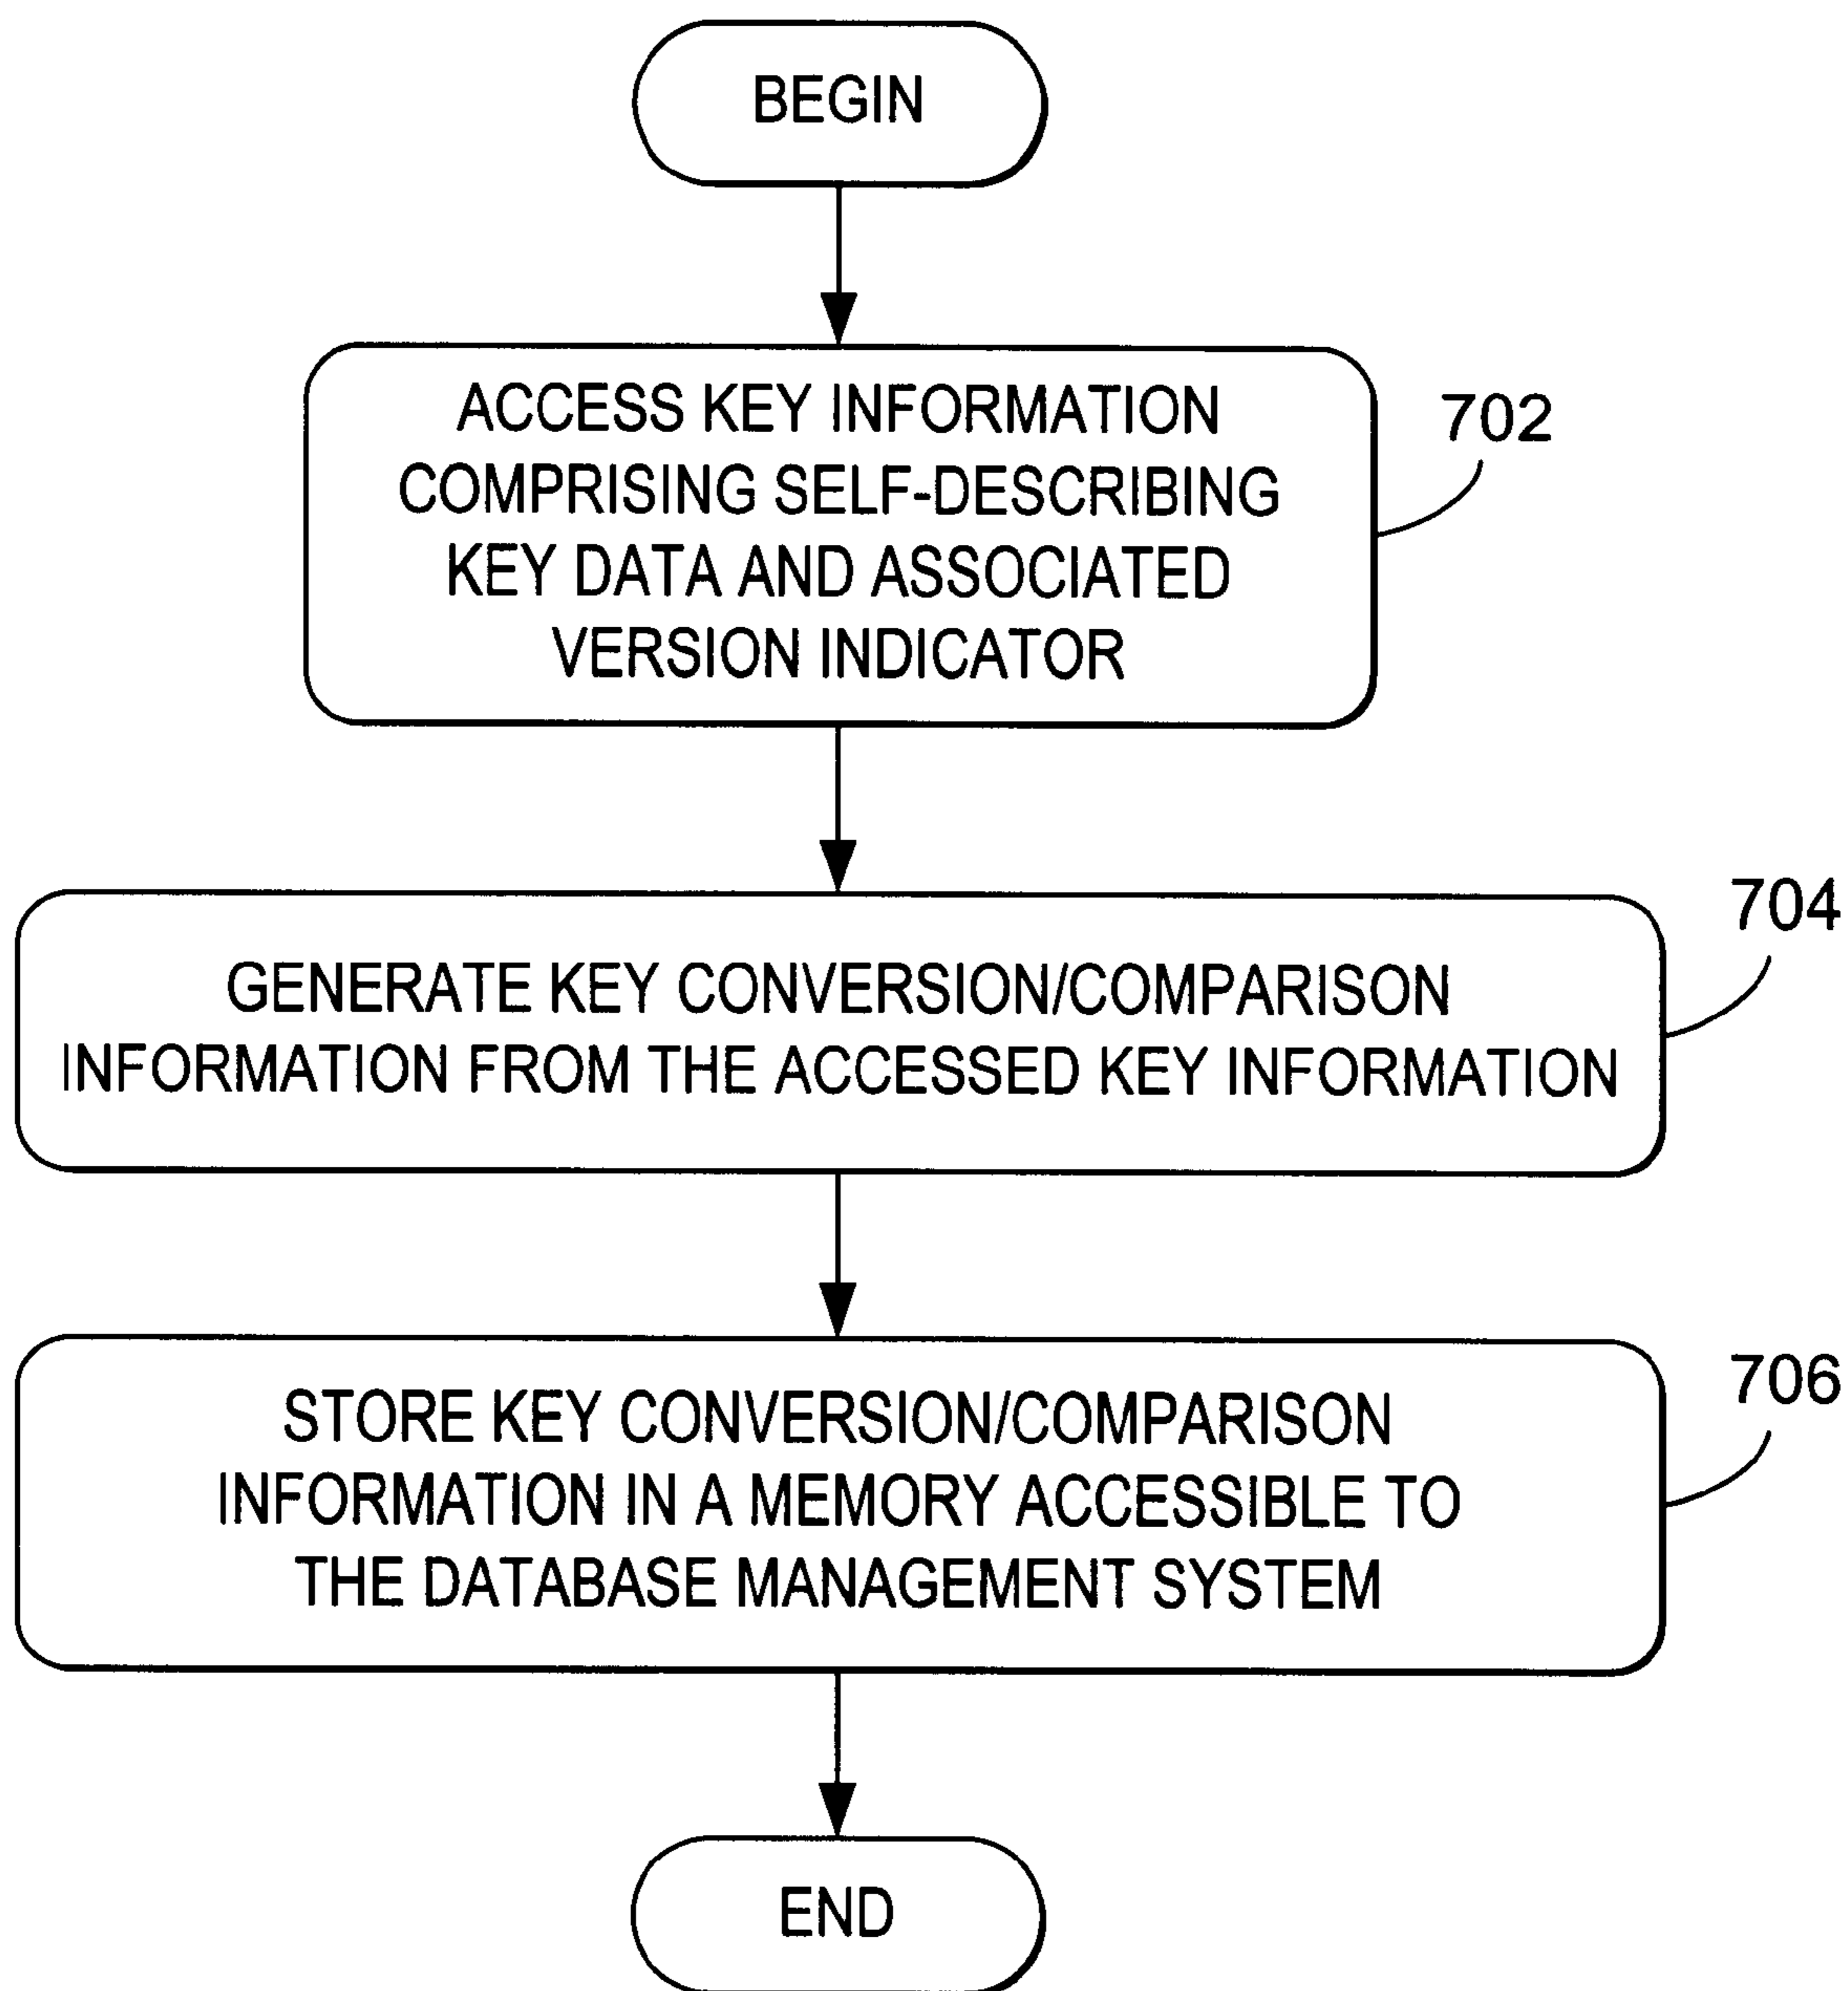 BEGIN
ACCESS KEY INFORMATION
COMPRISING SELF-DESCRIBING
KEY DATA AND ASSOCIATED
VERSION INDICATOR
702
GENERATE KEY CONVERSION/COMPARISON
INFORMATION FROM THE ACCESSED KEY INFORMATION
704
STORE KEY CONVERSION/COMPARISON
INFORMATION IN A MEMORY ACCESSIBLE TO
THE DATABASE MANAGEMENT SYSTEM
706
END